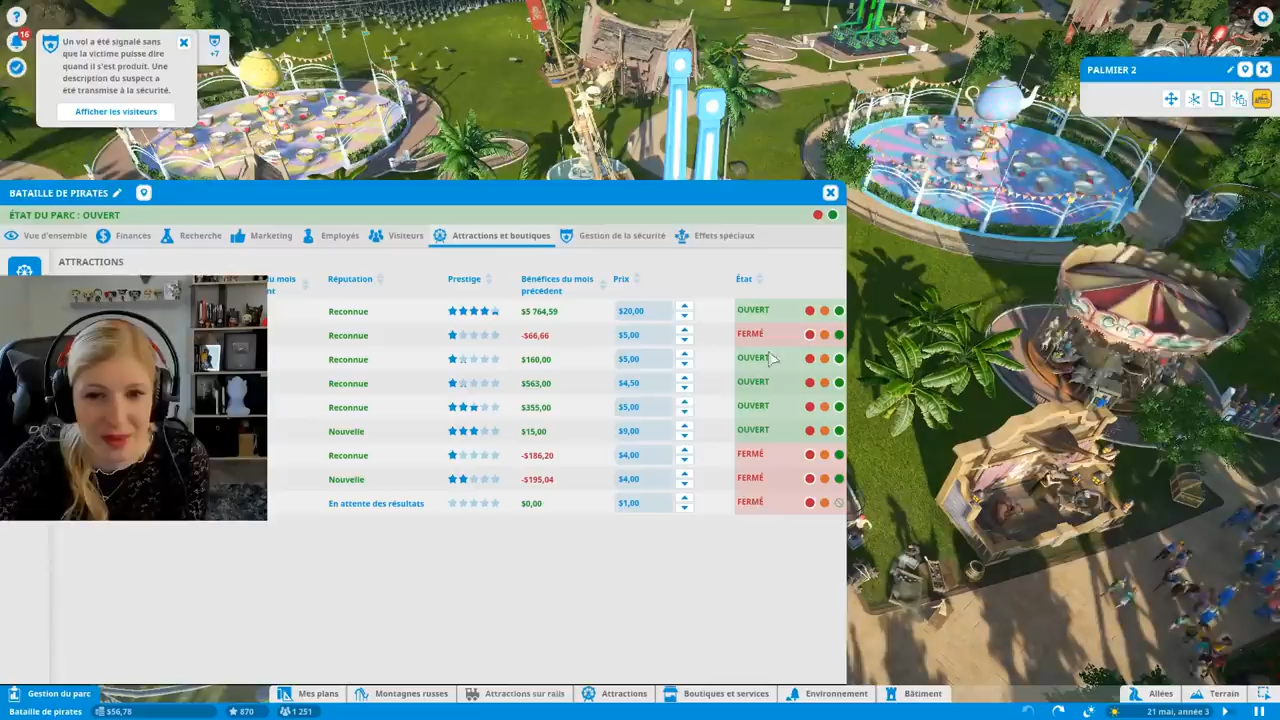 ?
16
Un vol a été signalé sans
que la victime puisse dire
quand il s'est produit. Une
description du suspect a
été transmise à la sécurité.
+7
Afficher les visiteurs
PALMIER 2
BATAILLE DE PIRATES
ÉTAT DU PARC : OUVERT
Vue d'ensemble Finances Recherche Marketing Employés Visiteurs Attractions et boutiques Gestion de la sécurité Effets spéciaux
ATTRACTIONS
du mois Réputation Prestige Bénéfices du mois Prix État
précédent
Reconnue $5 764,59 $20,00 OUVERT
Reconnue -$66,66 $5,00 FERMÉ
Reconnue $160,00 $5,00 OUVERT
Reconnue $563,00 $4,50 OUVERT
Reconnue $355,00 $5,00 OUVERT
Nouvelle $15,00 $9,00 OUVERT
Reconnue -$186,20 $4,00 FERMÉ
Nouvelle -$195,04 $4,00 FERMÉ
En attente des résultats $0,00 $1,00 FERMÉ
Gestion du parc Mes plans Montagnes russes Attractions sur rails Attractions Boutiques et services Environnement Bâtiment Allées Terrain
Bataille de pirates $56,78 870 1 251 21 mai, année 3